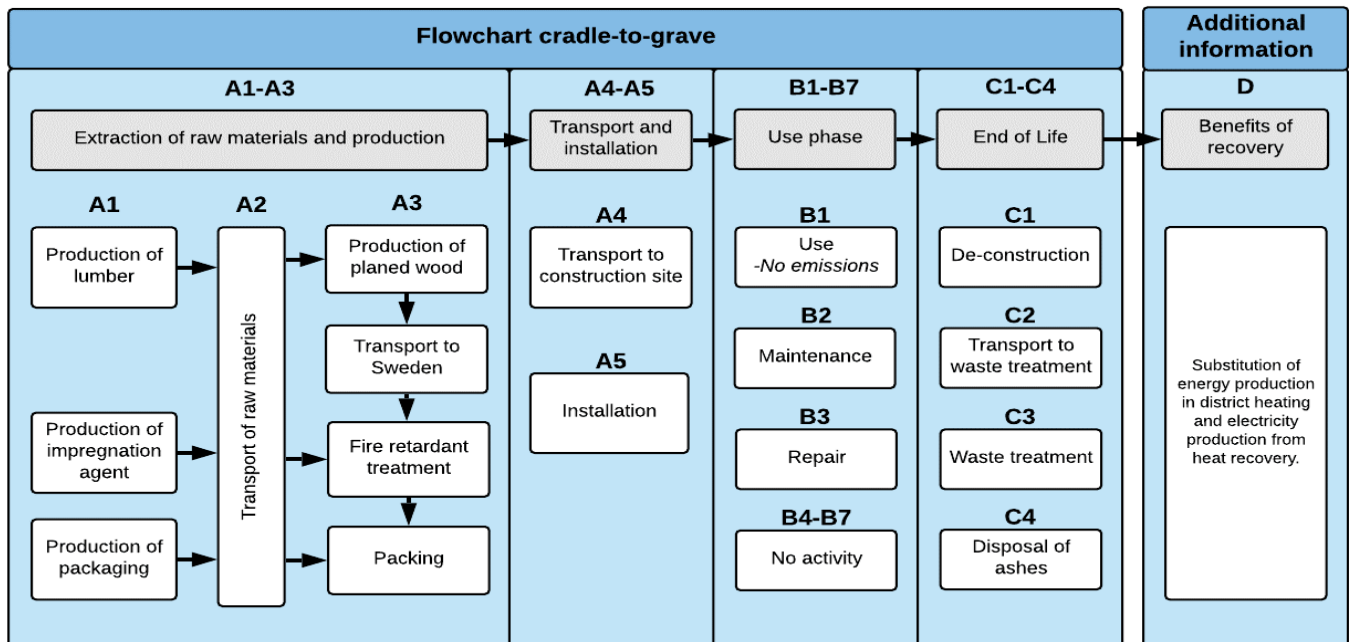 Flowchart cradle-to-grave
Additional
information
A1-A3
A4-A5
B1-B7
C1-C4
D
Extraction of raw materials and production
Transport and
installation
Use phase
End of Life
Benefits of
recovery
A1
Production of
lumber
Production of
impregnation
agent
Production of
packaging
A2
Transport of raw materials
A3
Production of
planed wood
Transport to
Sweden
Fire retardant
treatment
Packing
A4
Transport to
construction site
A5
Installation
B1
Use
-No emissions
B2
Maintenance
B3
Repair
B4-B7
No activity
C1
De-construction
C2
Transport to
waste treatment
C3
Waste treatment
C4
Disposal of
ashes
Substitution of
energy production
in district heating
and electricity
production from
heat recovery.